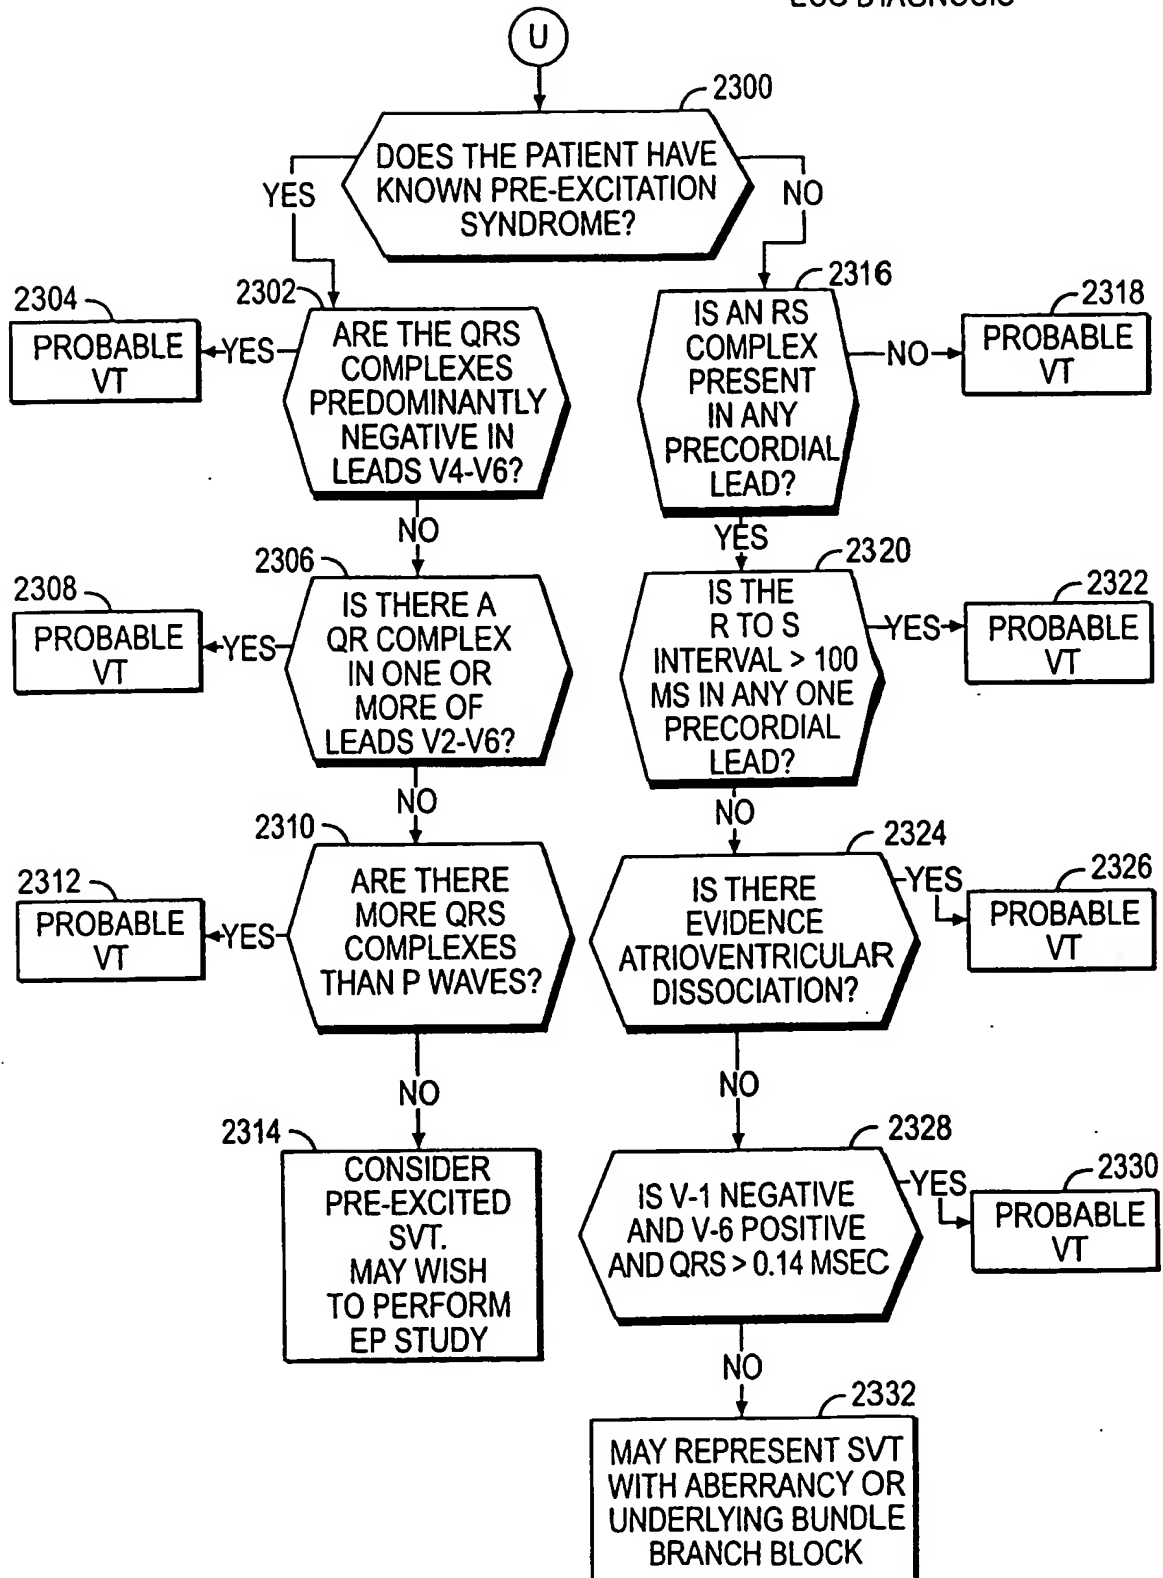 ECG DIAGNOSIS
U
2300
DOES THE PATIENT HAVE
KNOWN PRE-EXCITATION
SYNDROME?
YES
NO
2302
ARE THE QRS
COMPLEXES
PREDOMINANTLY
NEGATIVE IN
LEADS V4-V6?
YES
2304
PROBABLE
VT
NO
2306
IS THERE A
QR COMPLEX
IN ONE OR
MORE OF
LEADS V2-V6?
YES
2308
PROBABLE
VT
NO
2310
ARE THERE
MORE QRS
COMPLEXES
THAN P WAVES?
YES
2312
PROBABLE
VT
NO
2314
CONSIDER
PRE-EXCITED
SVT.
MAY WISH
TO PERFORM
EP STUDY
2316
IS AN RS
COMPLEX
PRESENT
IN ANY
PRECORDIAL
LEAD?
NO
2318
PROBABLE
VT
YES
2320
IS THE
R TO S
INTERVAL > 100
MS IN ANY ONE
PRECORDIAL
LEAD?
YES
2322
PROBABLE
VT
NO
2324
IS THERE
EVIDENCE
ATRIOVENTRICULAR
DISSOCIATION?
YES
2326
PROBABLE
VT
NO
2328
IS V-1 NEGATIVE
AND V-6 POSITIVE
AND QRS > 0.14 MSEC
YES
2330
PROBABLE
VT
NO
2332
MAY REPRESENT SVT
WITH ABERRANCY OR
UNDERLYING BUNDLE
BRANCH BLOCK